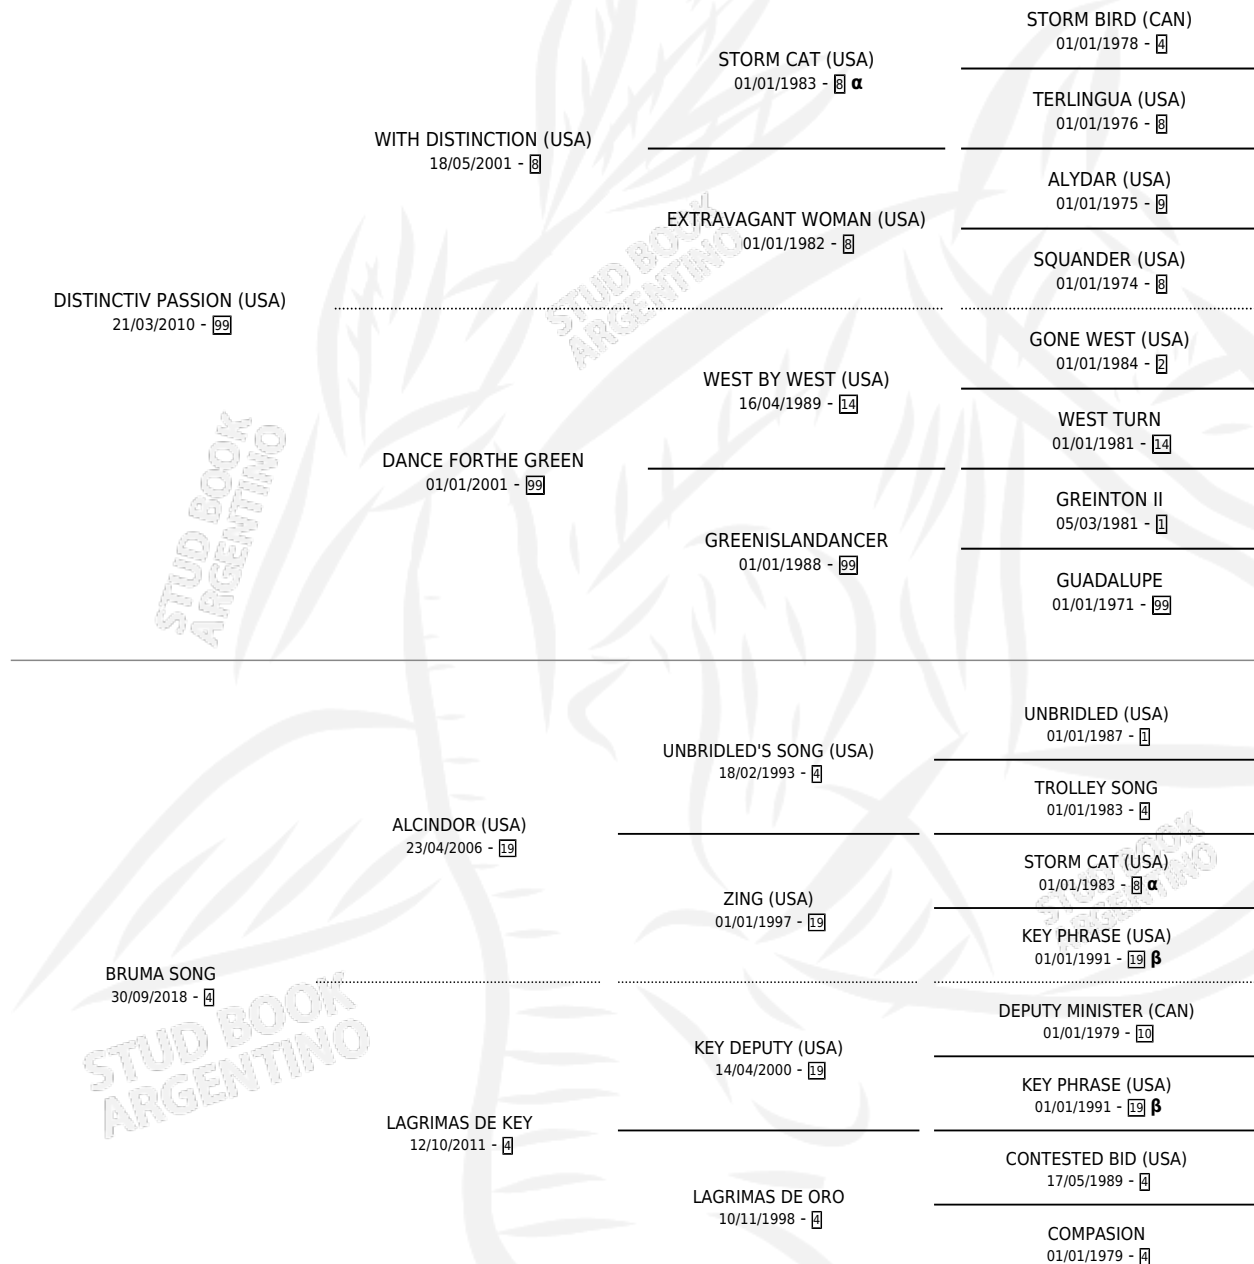 STORM BIRD (CAN)
01/01/1978 - 4
STORM CAT (USA)
01/01/1983 - 8 α
TERLINGUA (USA)
01/01/1976 - 8
WITH DISTINCTION (USA)
18/05/2001 - 8
ALYDAR (USA)
01/01/1975 - 9
EXTRAVAGANT WOMAN (USA)
01/01/1982 - 8
SQUANDER (USA)
01/01/1974 - 8
DISTINCTIV PASSION (USA)
21/03/2010 - 99
GONE WEST (USA)
01/01/1984 - 2
WEST BY WEST (USA)
16/04/1989 - 14
WEST TURN
01/01/1981 - 14
DANCE FORTHE GREEN
01/01/2001 - 99
GREINTON II
05/03/1981 - 1
GREENISLANDANCER
01/01/1988 - 99
GUADALUPE
01/01/1971 - 99
UNBRIDLED (USA)
01/01/1987 - 1
UNBRIDLED'S SONG (USA)
18/02/1993 - 4
TROLLEY SONG
01/01/1983 - 4
ALCINDOR (USA)
23/04/2006 - 19
STORM CAT (USA)
01/01/1983 - 8 α
ZING (USA)
01/01/1997 - 19
KEY PHRASE (USA)
01/01/1991 - 19 β
BRUMA SONG
30/09/2018 - 4
DEPUTY MINISTER (CAN)
01/01/1979 - 10
KEY DEPUTY (USA)
14/04/2000 - 19
KEY PHRASE (USA)
01/01/1991 - 19 β
LAGRIMAS DE KEY
12/10/2011 - 4
CONTESTED BID (USA)
17/05/1989 - 4
LAGRIMAS DE ORO
10/11/1998 - 4
COMPASION
01/01/1979 - 4
STUD BOOK
ARGENTINO
STUD BOOK
ARGENTINO
STUD BOOK
ARGENTINO
STUD BOOK
ARGENTINO